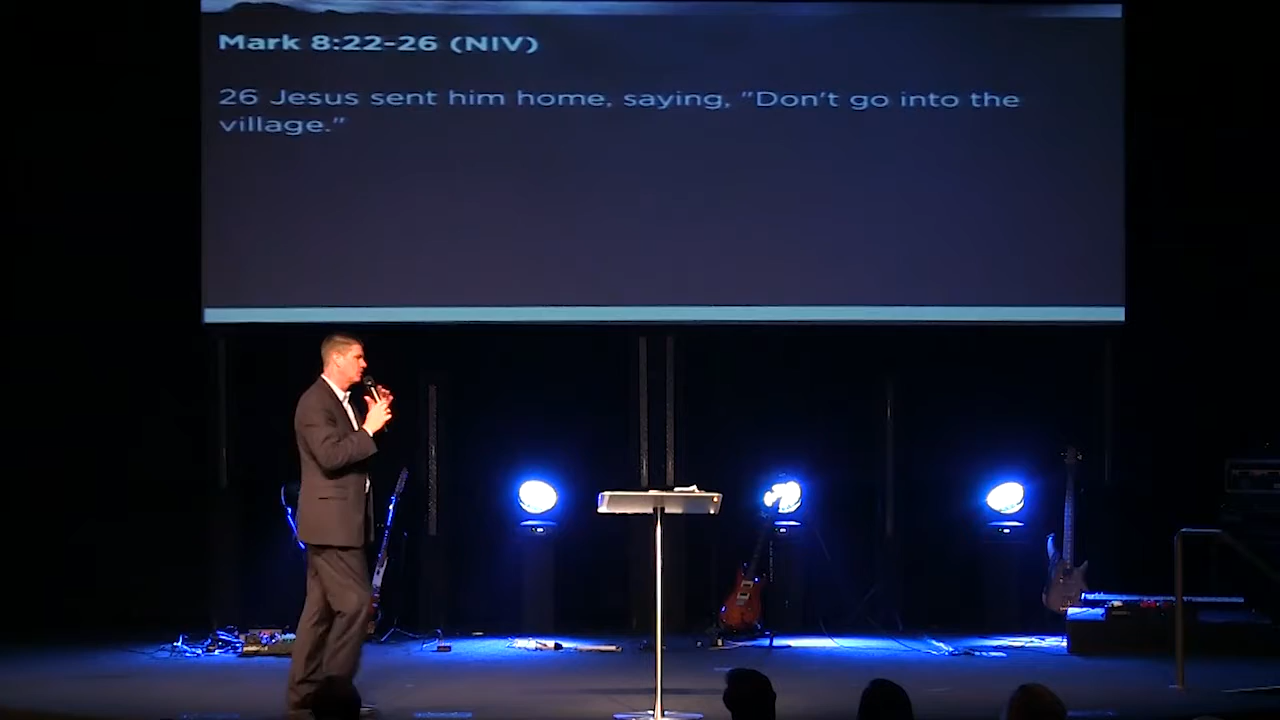 Mark 8:22-26 (NIV)
26 Jesus sent him home, saying, "Don't go into the
village."